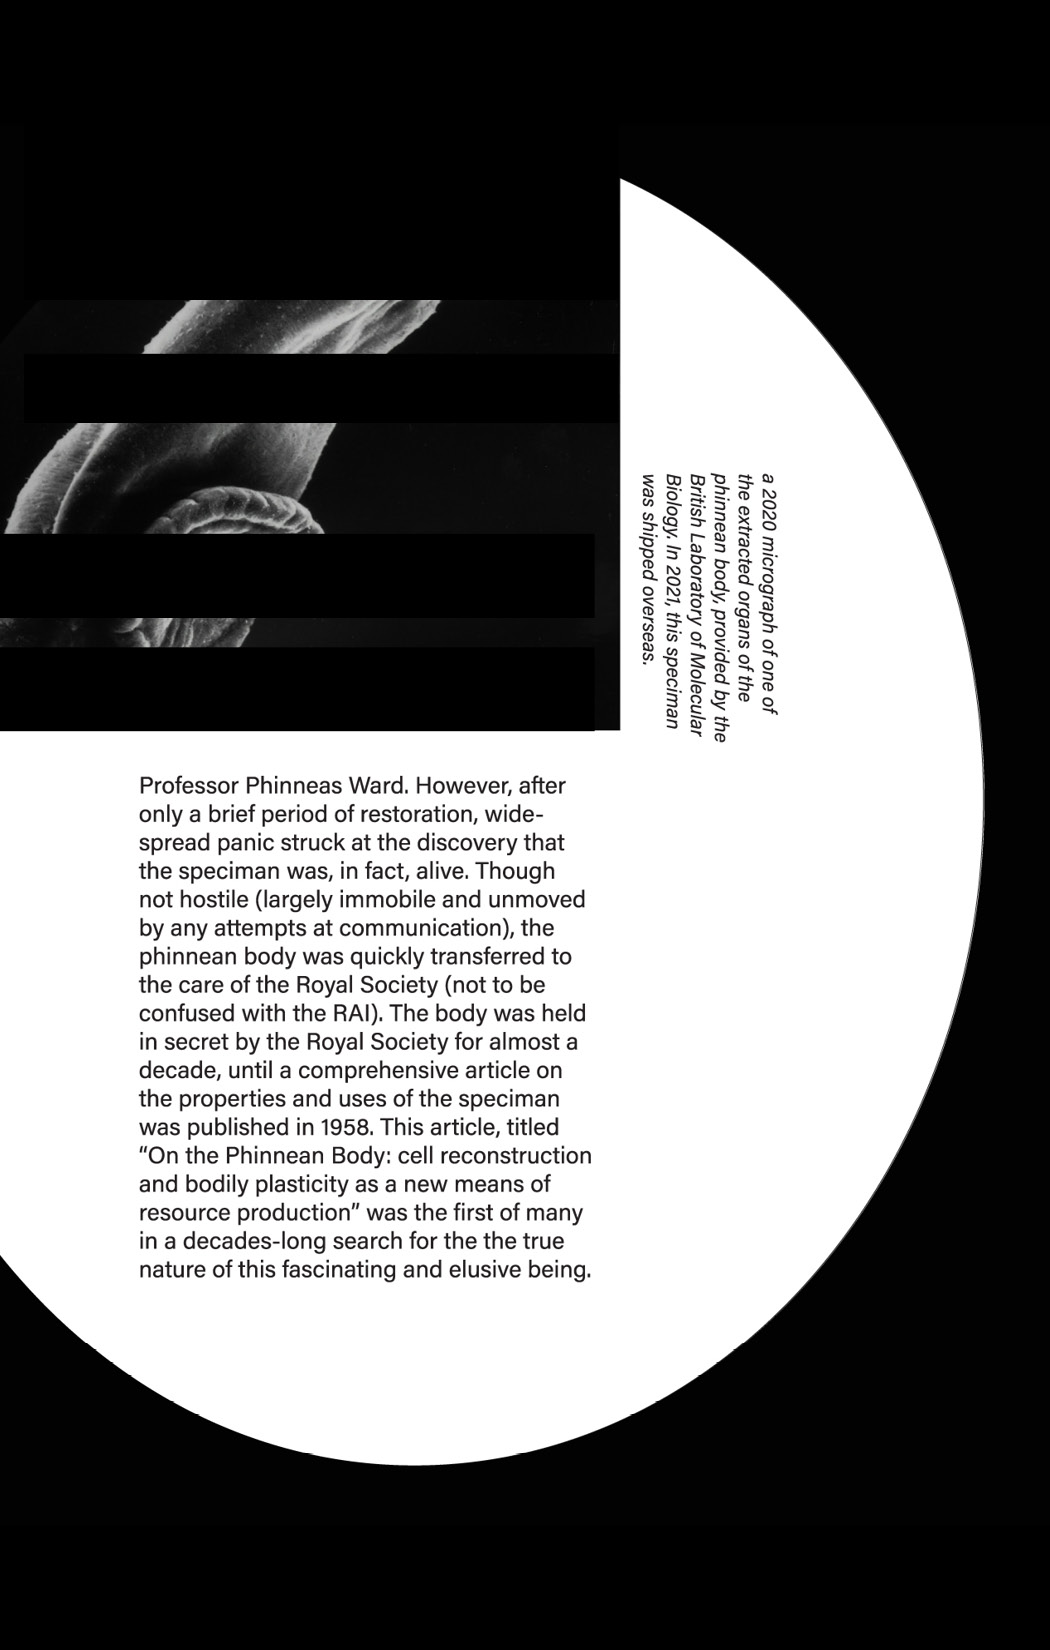 a 2020 micrograph of one of
the extracted organs of the
phinnean body, provided by the
British Laboratory of Molecular
Biology. In 2021, this speciman
was shipped overseas.
Professor Phinneas Ward. However, after
only a brief period of restoration, wide-
spread panic struck at the discovery that
the speciman was, in fact, alive. Though
not hostile (largely immobile and unmoved
by any attempts at communication), the
phinnean body was quickly transferred to
the care of the Royal Society (not to be
confused with the RAI). The body was held
in secret by the Royal Society for almost a
decade, until a comprehensive article on
the properties and uses of the speciman
was published in 1958. This article, titled
“On the Phinnean Body: cell reconstruction
and bodily plasticity as a new means of
resource production” was the first of many
in a decades-long search for the the true
nature of this fascinating and elusive being.